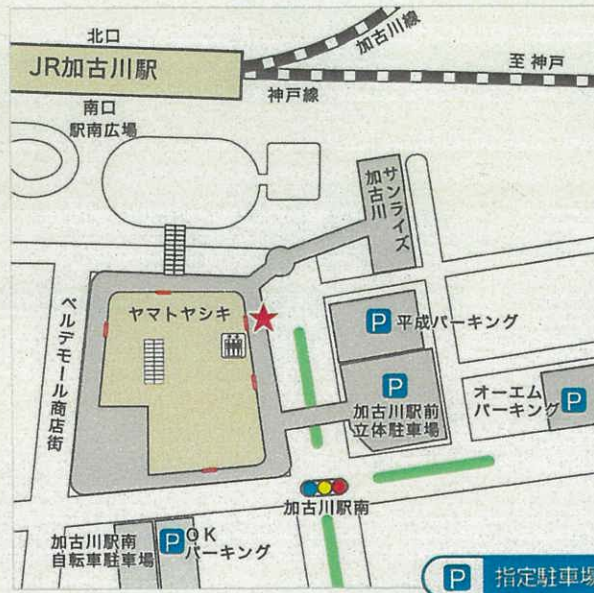 北口
JR加古川駅
加古川線
至 神戸
神戸線
南口
駅南広場
サンライズ
加古川
ヤマトヤシキ
P 平成パーキング
ベルデモール商店街
P
加古川駅前
立体駐車場
オーエム
パーキング P
加古川駅南
加古川駅南
自転車駐車場
P OK
パーキング
P 指定駐車場